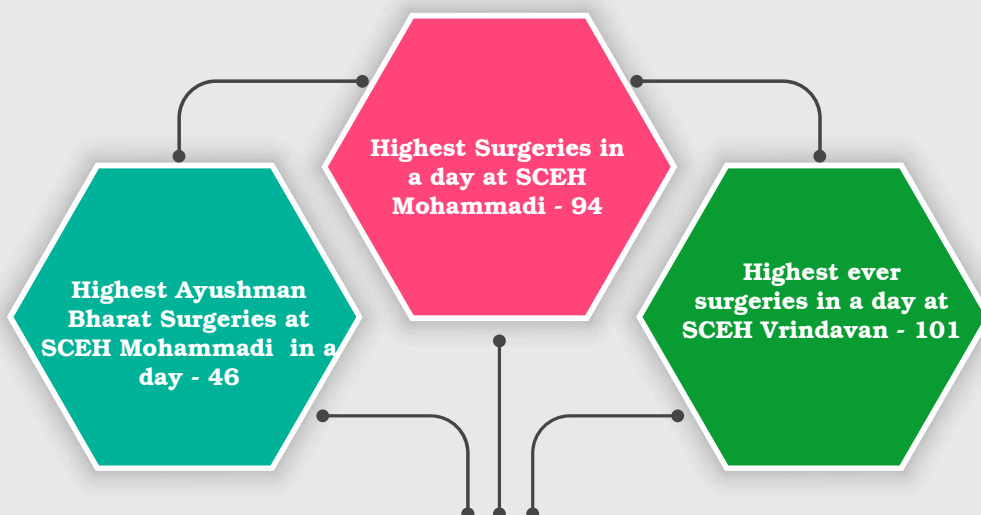 Highest Surgeries in
a day at SCEH
Mohammadi - 94
Highest Ayushman
Bharat Surgeries at
SCEH Mohammadi  in a
day - 46
Highest ever
surgeries in a day at
SCEH Vrindavan - 101